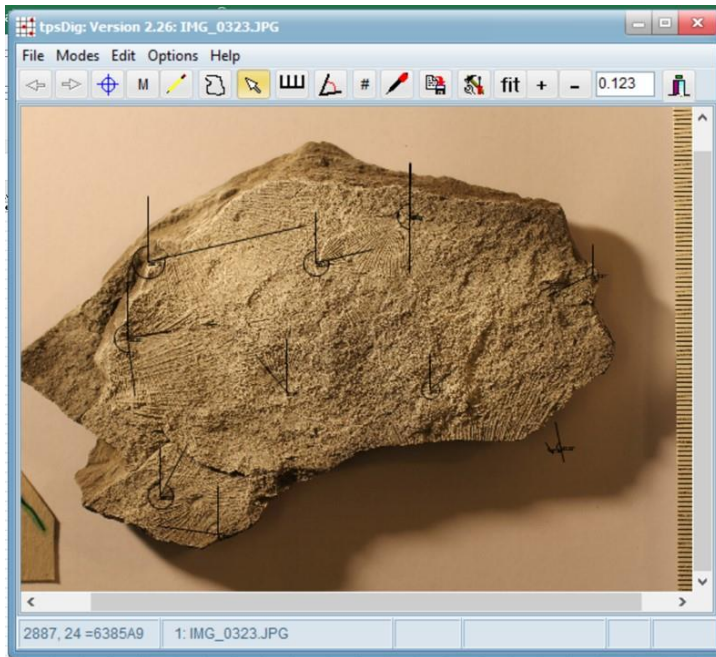 tpsDig: Version 2.26: IMG_0323.JPG
File Modes Edit Options Help
M # fit + - 0.123
2887, 24 =6385A9 1: IMG_0323.JPG